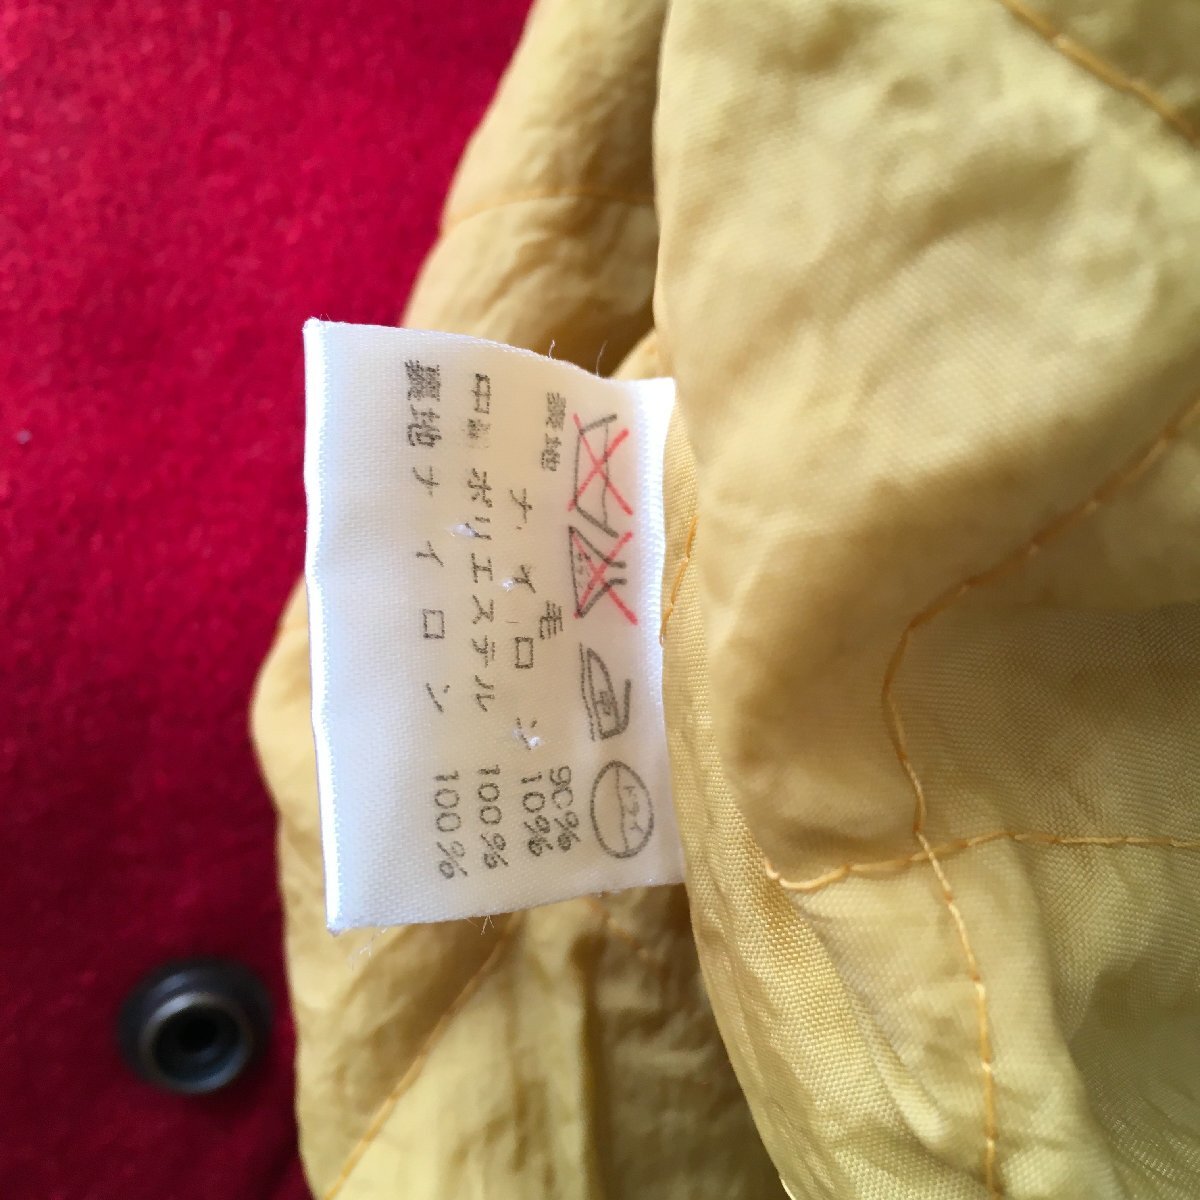 ドライ
表地 毛 90%
ナイロン 10%
中綿 ポリエステル 100%
裏地 ナイロン 100%